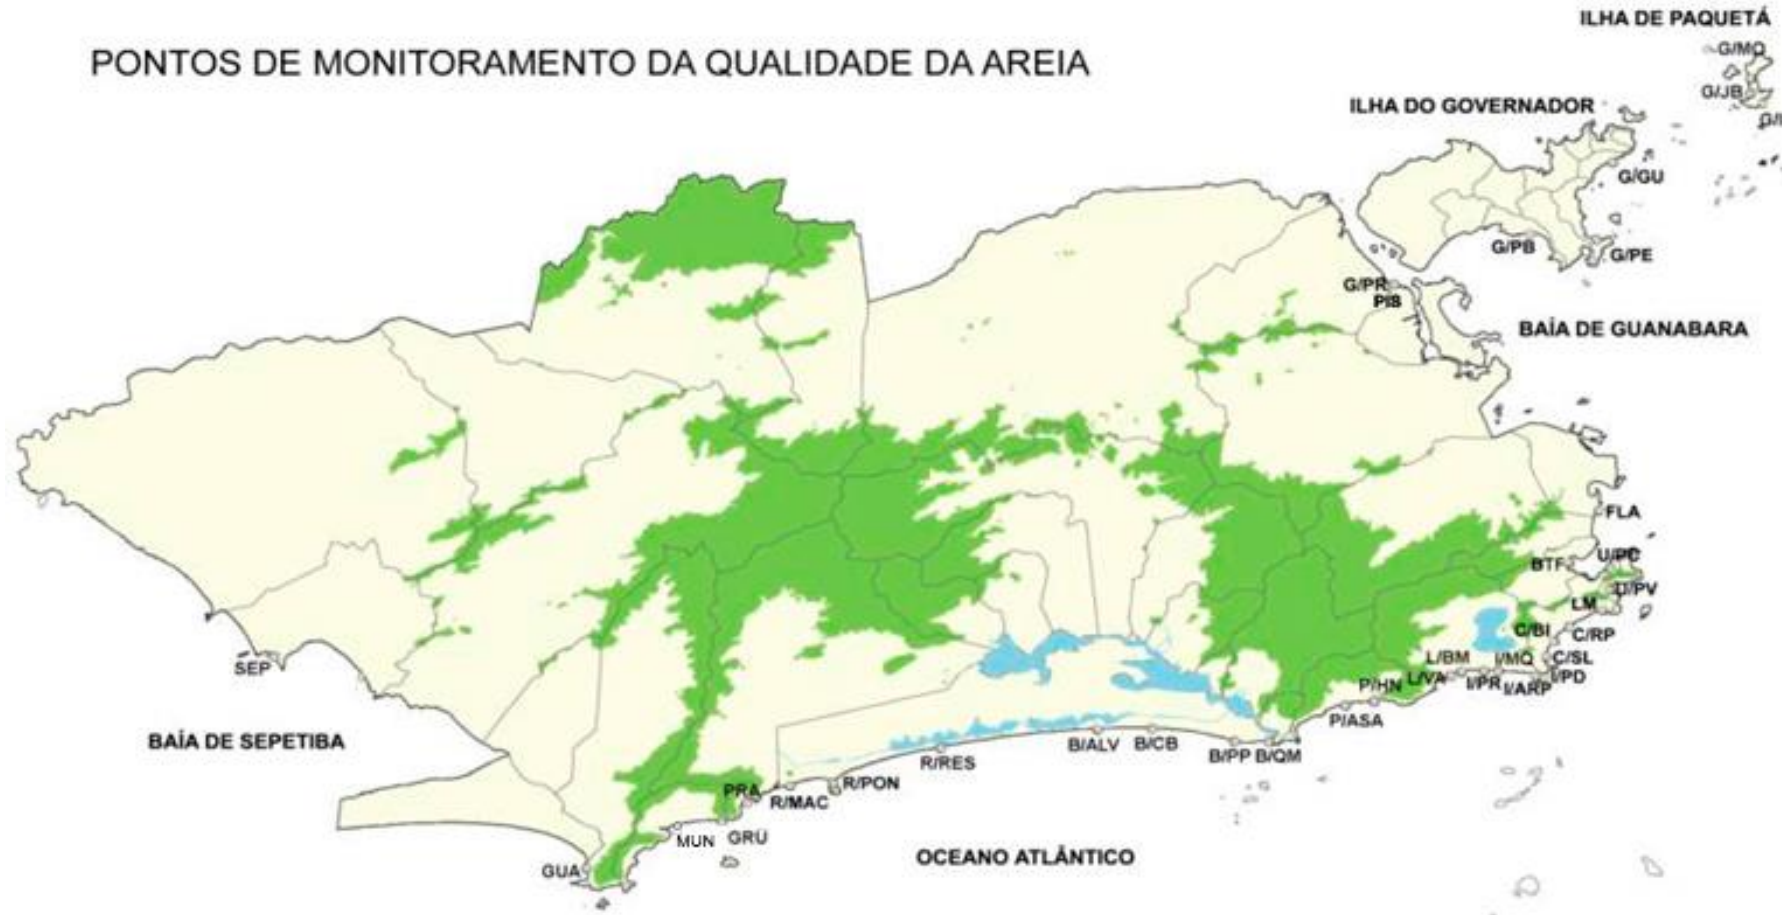 ILHA DE PAQUETÁ
PONTOS DE MONITORAMENTO DA QUALIDADE DA AREIA
G/MO
G/JB
ILHA DO GOVERNADOR
G/GU
G/PB
G/PE
G/PR
PIS
BAÍA DE GUANABARA
FLA
U/PC
BTF
U/PV
LM
C/BI
C/RP
SEP
L/BM
I/MQ
C/SL
L/VA
I/PR
I/ARP
I/PD
P/HN
P/ASA
BAÍA DE SEPETIBA
B/ALV
B/CB
B/PP
B/QM
R/RES
R/PON
PRA
R/MAC
MUN
GRU
OCEANO ATLÂNTICO
GUA